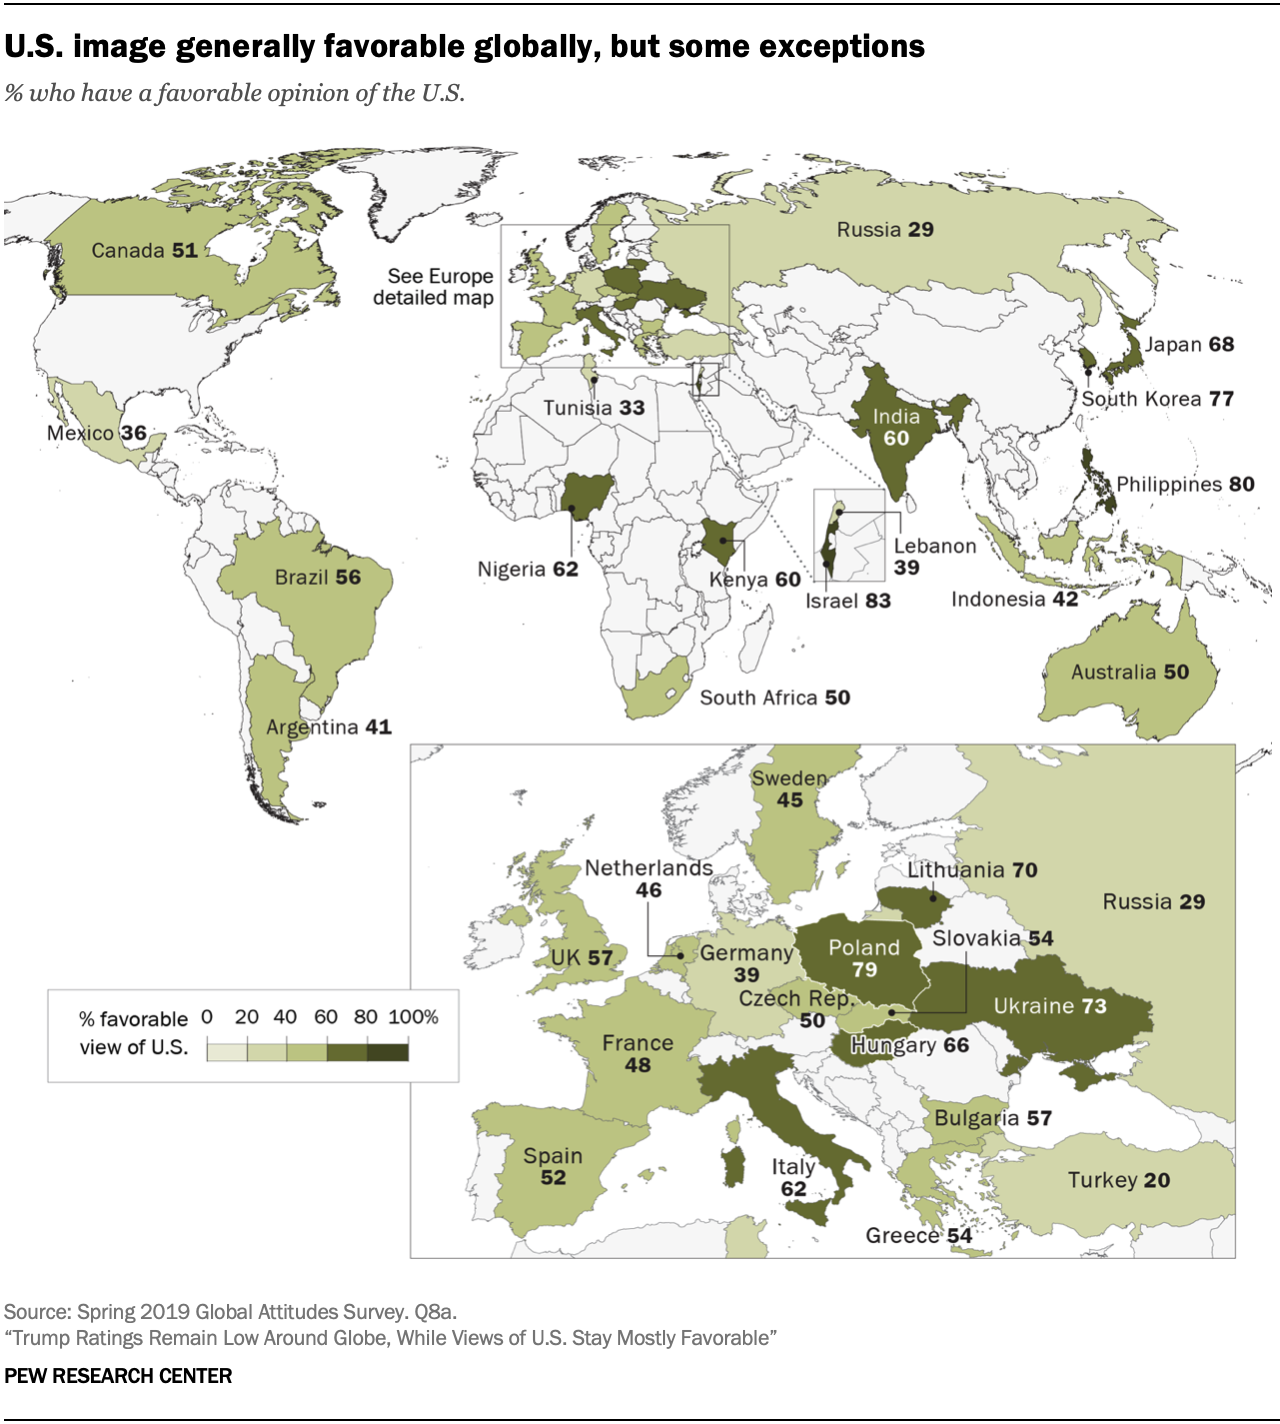 U.S. image generally favorable globally, but some exceptions
% who have a favorable opinion of the U.S.
Canada 51
Russia 29
See Europe
detailed map
Japan 68
South Korea 77
Tunisia 33
India
60
Mexico 36
Philippines 80
Nigeria 62
Kenya 60
Lebanon
39
Israel 83
Brazil 56
Indonesia 42
Australia 50
South Africa 50
Argentina 41
Sweden
45
Netherlands
46
Lithuania 70
Russia 29
Slovakia 54
Poland
79
Germany
39
UK 57
Czech Rep.
50
Ukraine 73
% favorable
view of U.S.
0 20 40 60 80 100%
France
48
Hungary 66
Bulgaria 57
Spain
52
Italy
62
Turkey 20
Greece 54
Source: Spring 2019 Global Attitudes Survey. Q8a.
“Trump Ratings Remain Low Around Globe, While Views of U.S. Stay Mostly Favorable”
PEW RESEARCH CENTER